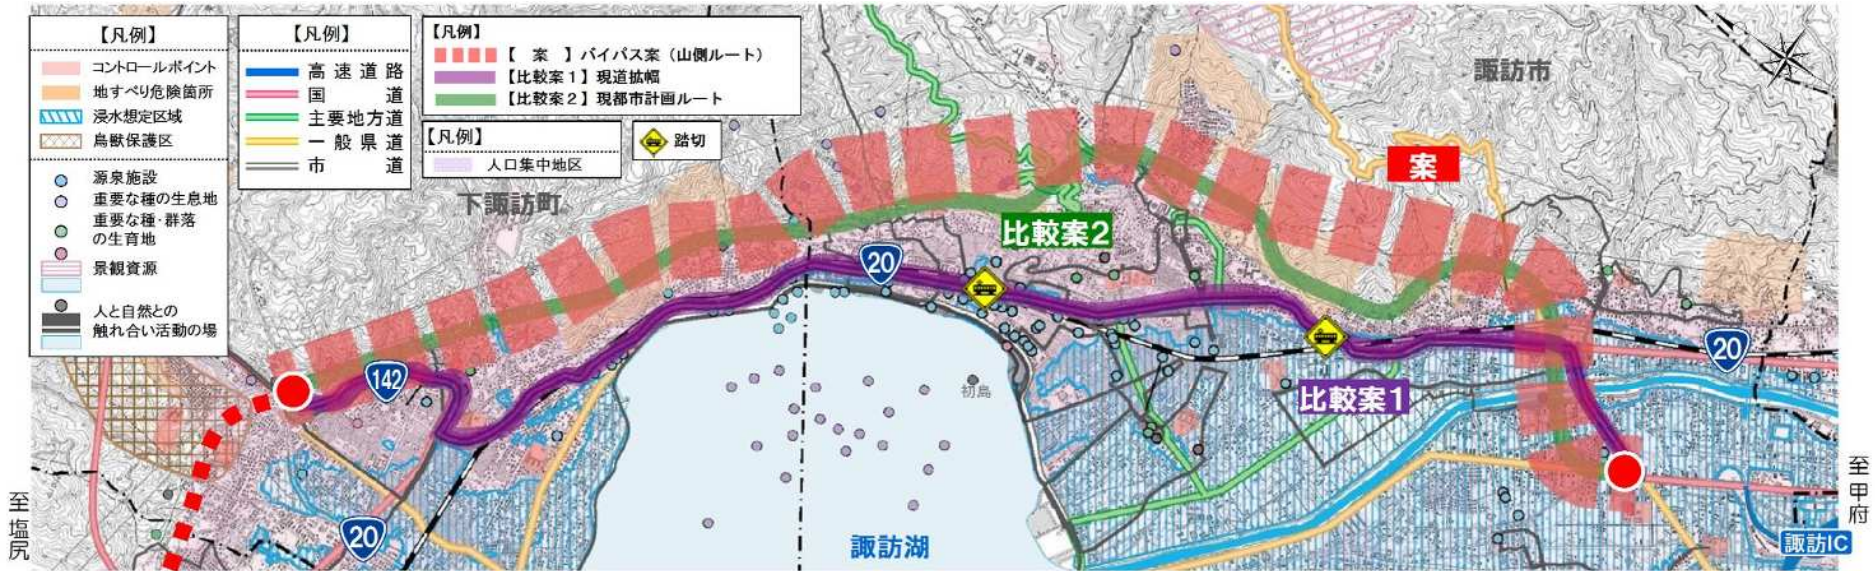 【凡例】
コントロールポイント
地すべり危険箇所
浸水想定区域
鳥獣保護区
源泉施設
重要な種の生息地
重要な種・群落
の生育地
景観資源
人と自然との
触れ合い活動の場
【凡例】
高速道路
国道
主要地方道
一般県道
市道
【凡例】
【 案 】バイパス案(山側ルート)
【比較案1】現道拡幅
【比較案2】現都市計画ルート
【凡例】
人口集中地区
踏切
諏訪市
下諏訪町
案
比較案2
20
142
比較案1
20
初島
20
諏訪湖
至塩尻
至甲府
諏訪IC